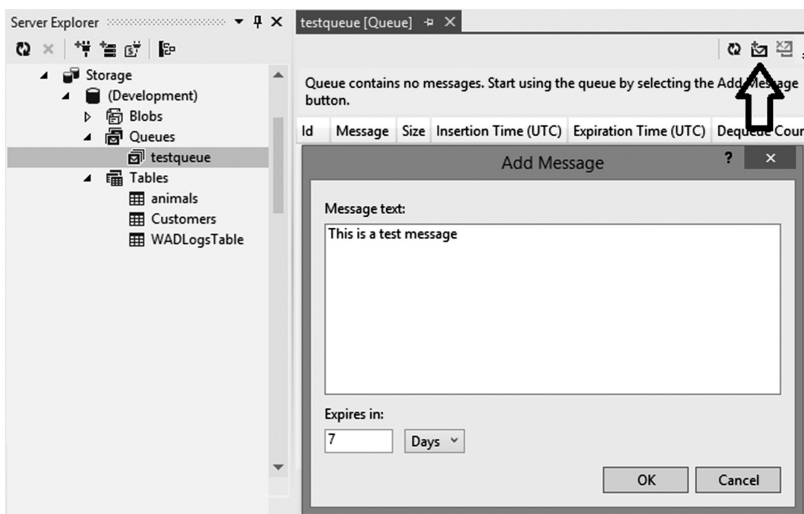 Server Explorer
Storage
(Development)
Blobs
Queues
testqueue
Tables
animals
Customers
WADLogsTable
testqueue [Queue]
Queue contains no messages. Start using the queue by selecting the Add Message
button.
Id Message Size Insertion Time (UTC) Expiration Time (UTC) Dequeue Coun
Add Message
?
Message text:
This is a test message
Expires in:
7 Days
OK Cancel